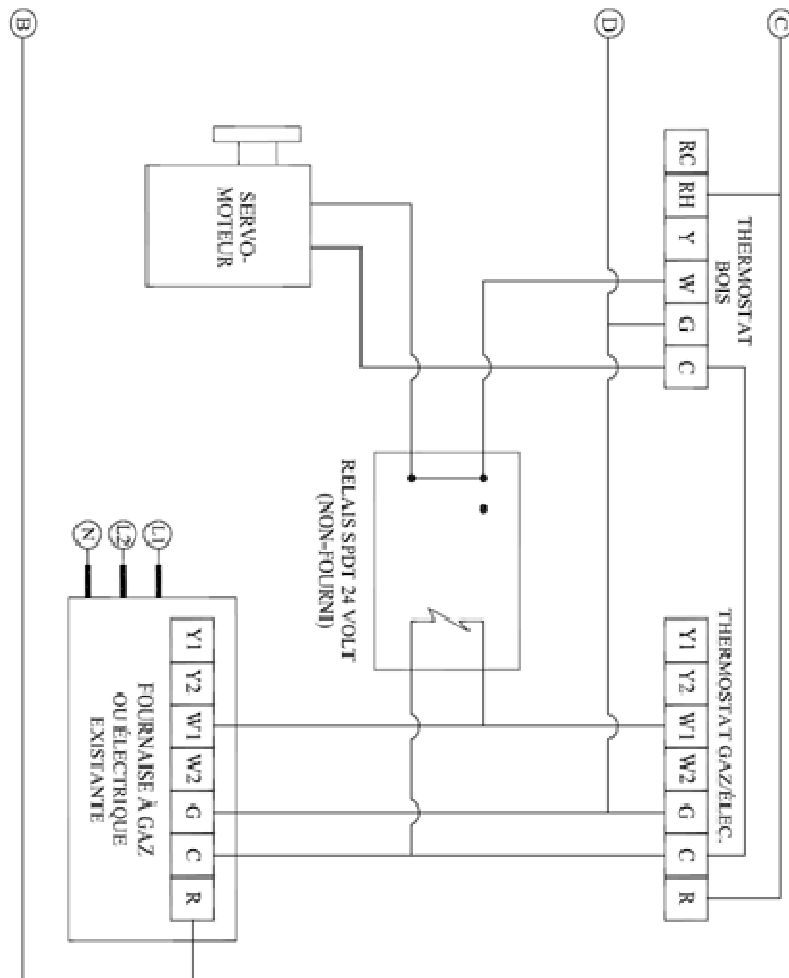 B
D
C
THERMOSTAT
BOIS
RC
RH
Y
W
G
C
SERVO-
MOTEUR
RELAIS SPDT 24 VOLT
(NON-FOURNI)
THERMOSTAT GAZ/ÉLEC.
Y1
Y2
W1
W2
G
C
R
L1
L2
N
Y1
Y2
W1
W2
G
C
R
FOURNAISE À GAZ
OU ÉLECTRIQUE
EXISTANTE